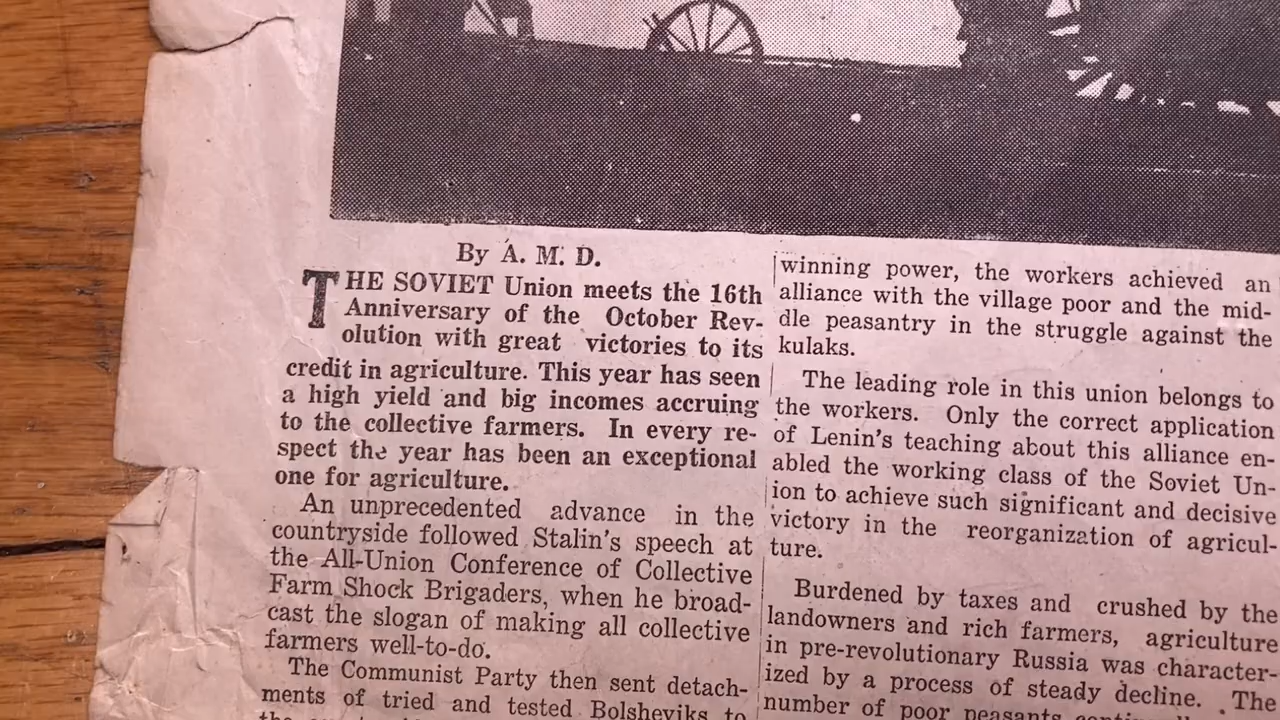 By A. M. D.
THE SOVIET Union meets the 16th
Anniversary of the October Rev-
olution with great victories to its
credit in agriculture. This year has seen
a high yield and big incomes accruing
to the collective farmers. In every re-
spect the year has been an exceptional
one for agriculture.
An unprecedented advance in the
countryside followed Stalin's speech at
the All-Union Conference of Collective
Farm Shock Brigaders, when he broad-
cast the slogan of making all collective
farmers well-to-do.
The Communist Party then sent detach-
ments of tried and tested Bolsheviks to
the
winning power, the workers achieved an
alliance with the village poor and the mid-
dle peasantry in the struggle against the
kulaks.
The leading role in this union belongs to
the workers. Only the correct application
of Lenin's teaching about this alliance en-
abled the working class of the Soviet Un-
ion to achieve such significant and decisive
victory in the reorganization of agricul-
ture.
Burdened by taxes and crushed by the
landowners and rich farmers, agriculture
in pre-revolutionary Russia was character-
ized by a process of steady decline. The
number of poor peasants